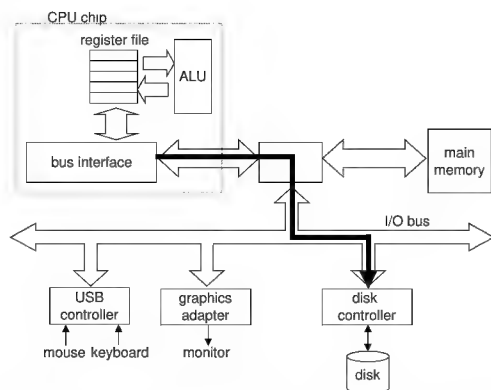 CPU chip
register file
ALU
bus interface
main
memory
I/O bus
USB
controller
graphics
adapter
disk
controller
mouse keyboard
monitor
disk